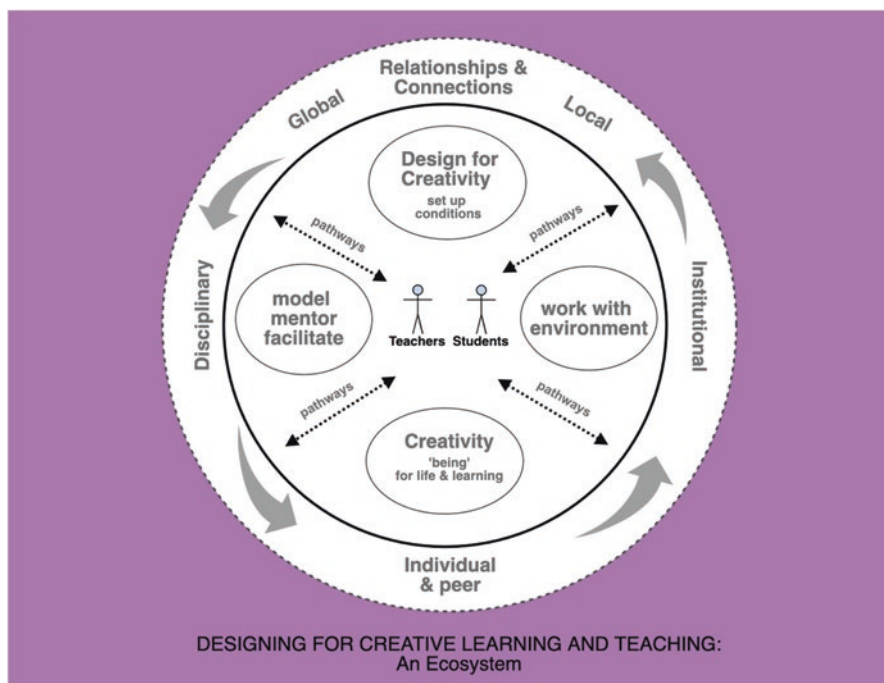 Relationships &
Connections
Global
Local
Design for
Creativity
set up
conditions
pathways
pathways
Disciplinary
model
mentor
facilitate
Teachers
Students
work with
environment
Institutional
pathways
pathways
Creativity
'being'
for life & learning
Individual
& peer
DESIGNING FOR CREATIVE LEARNING AND TEACHING:
An Ecosystem